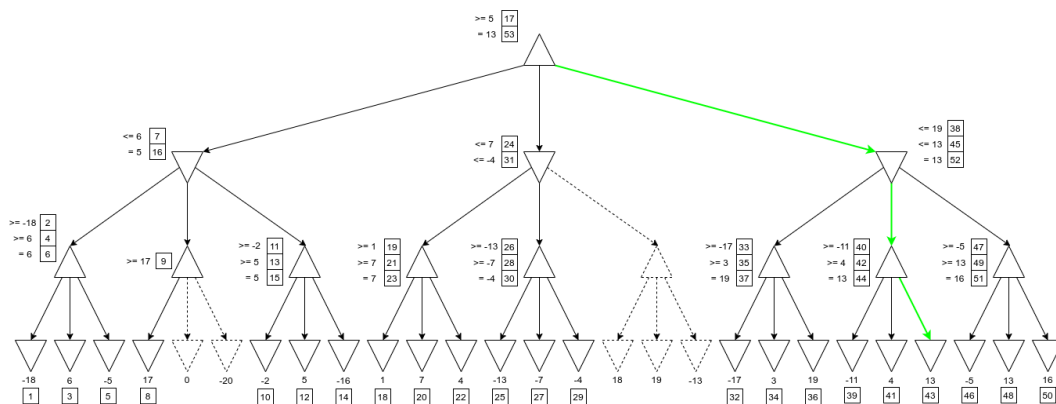 >= 5 17
= 13 53
<= 6 7
= 5 16
<= 7 24
<= -4 31
<= 19 38
<= 13 45
= 13 52
>= -18 2
>= 6 4
= 6 6
>= 17 9
>= -2 11
>= 5 13
= 5 15
>= 1 19
>= 7 21
= 7 23
>= -13 26
>= -7 28
= -4 30
>= -17 33
>= 3 35
= 19 37
>= -11 40
>= 4 42
= 13 44
>= -5 47
>= 13 49
= 16 51
-18 6 -5 17 0 -20 -2 5 -16 1 7 4 -13 -7 -4 18 19 -13 -17 3 19 -11 4 13 -5 13 16
1 3 5 8 10 12 14 18 20 22 25 27 29 32 34 36 39 41 43 46 48 50